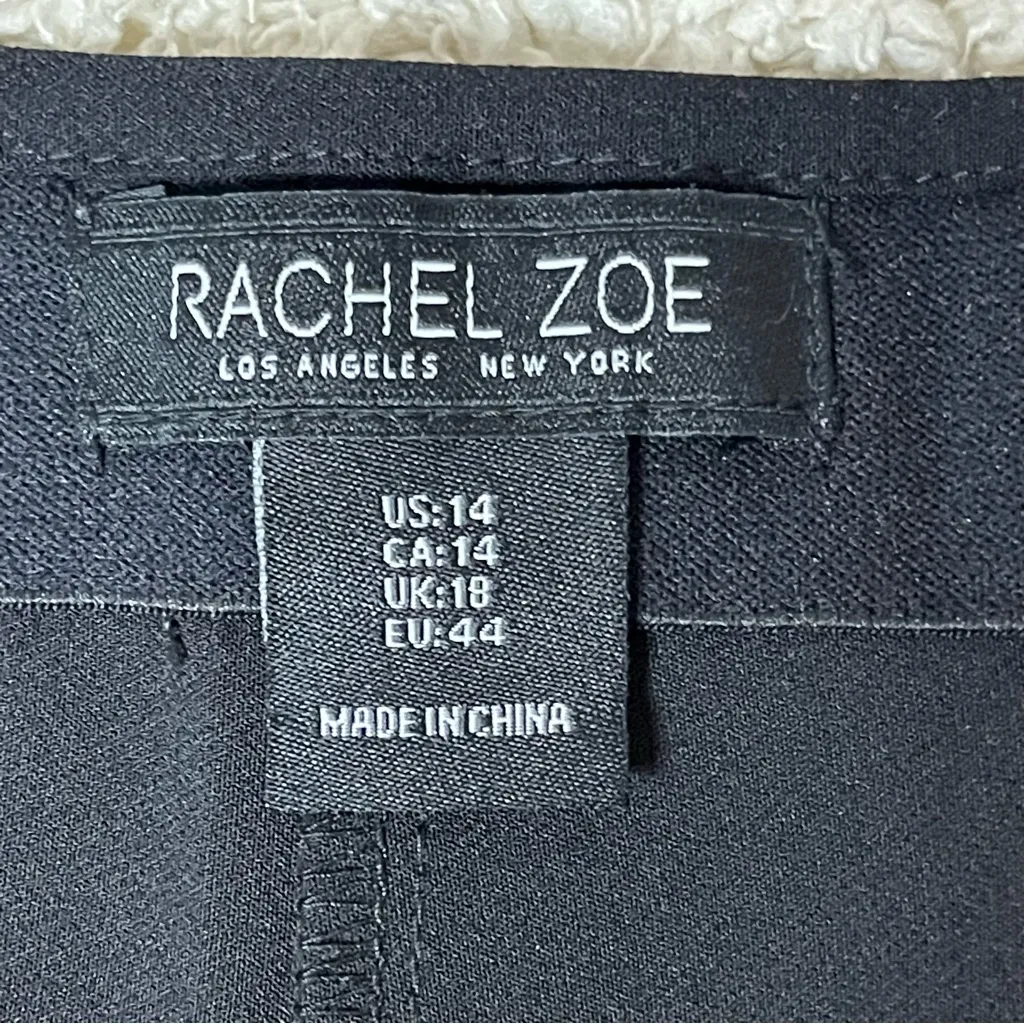 RACHEL ZOE
LOS ANGELES NEW YORK
US:14
CA:14
UK:18
EU:44
MADE IN CHINA